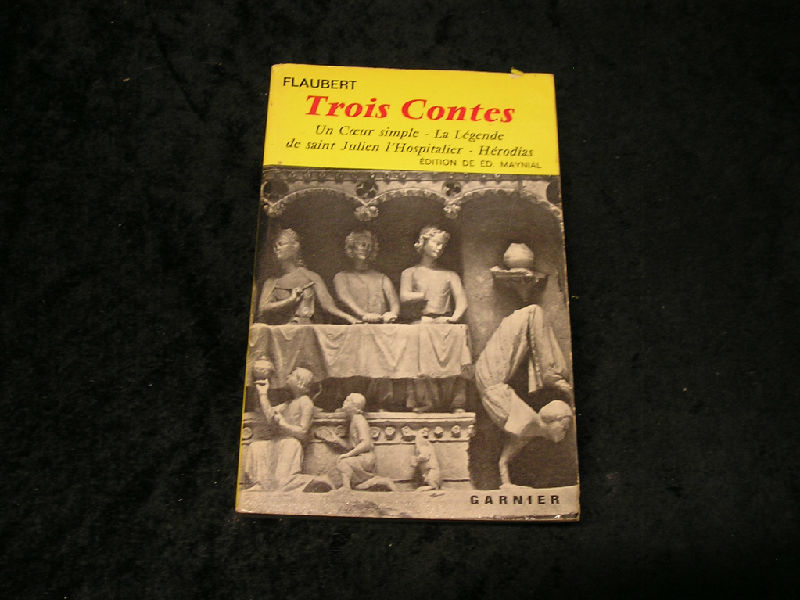 FLAUBERT
Trois Contes
Un Cœur simple - La Légende
de saint Julien l'Hospitalier - Hérodias
ÉDITION DE ÉD. MAYNIAL
GARNIER